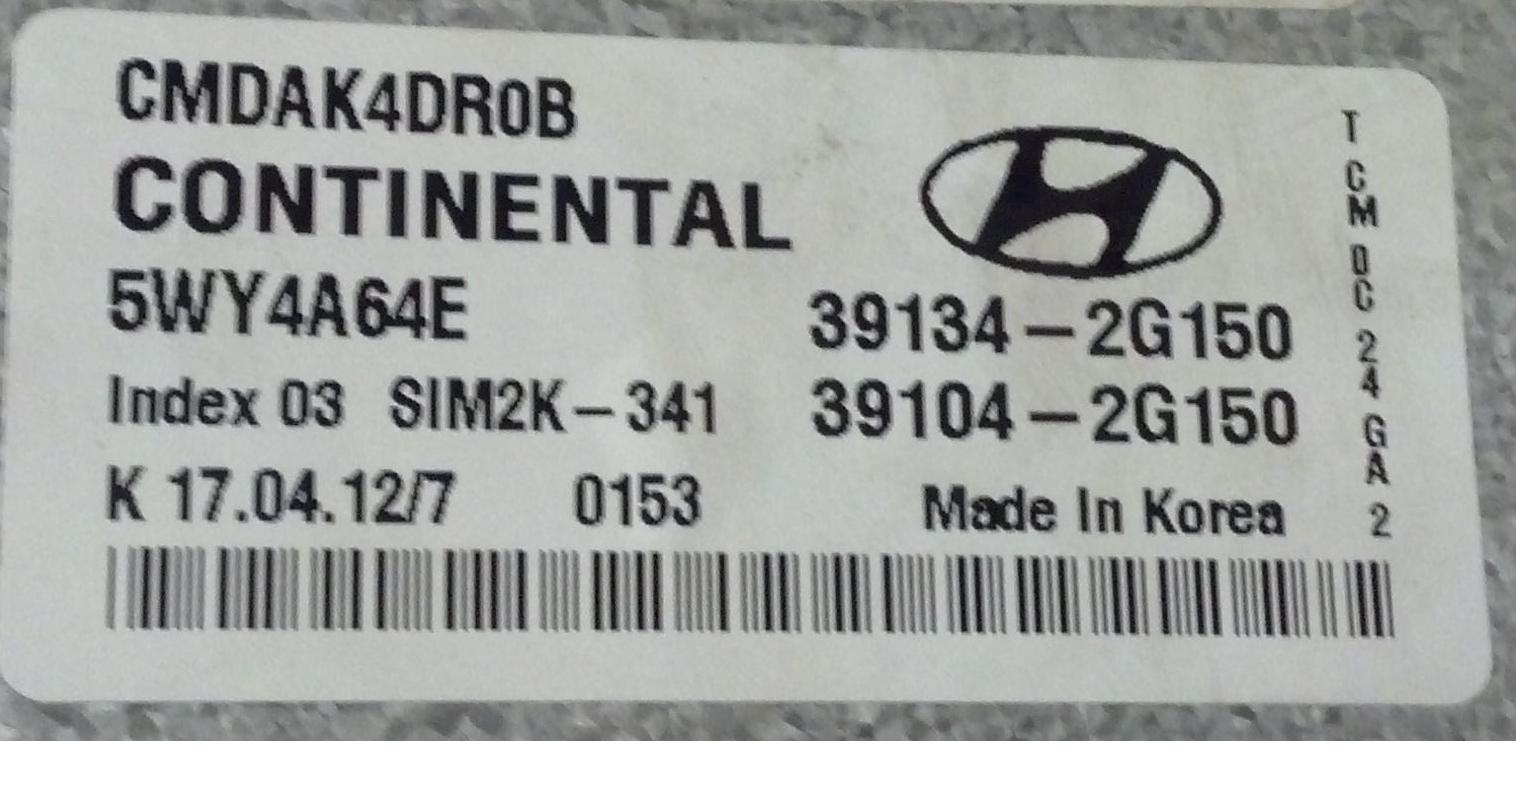 CMDAK4DR0B
CONTINENTAL
5WY4A64E
39134-2G150
Index 03 SIM2K-341
39104-2G150
K 17.04.12/7 0153
Made In Korea
TCM0C24GA2